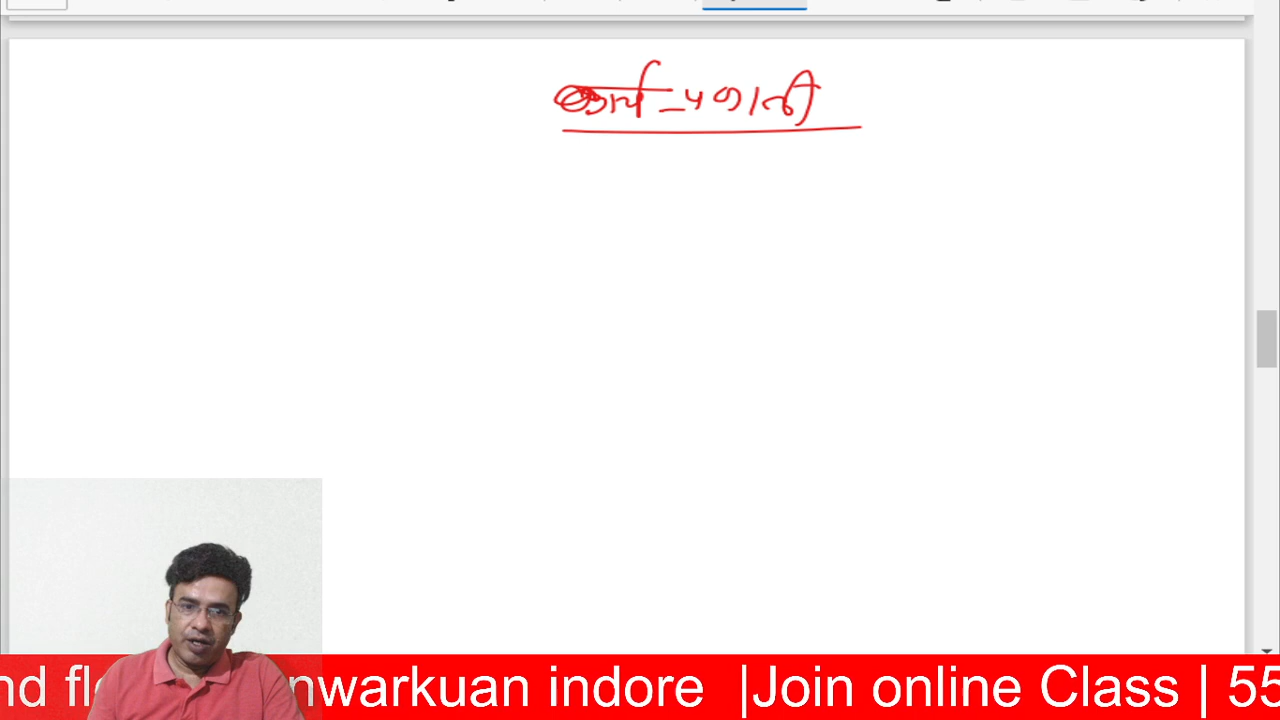 कार्य-प्रणाली
nd fl nwarkuan indore |Join online Class | 55